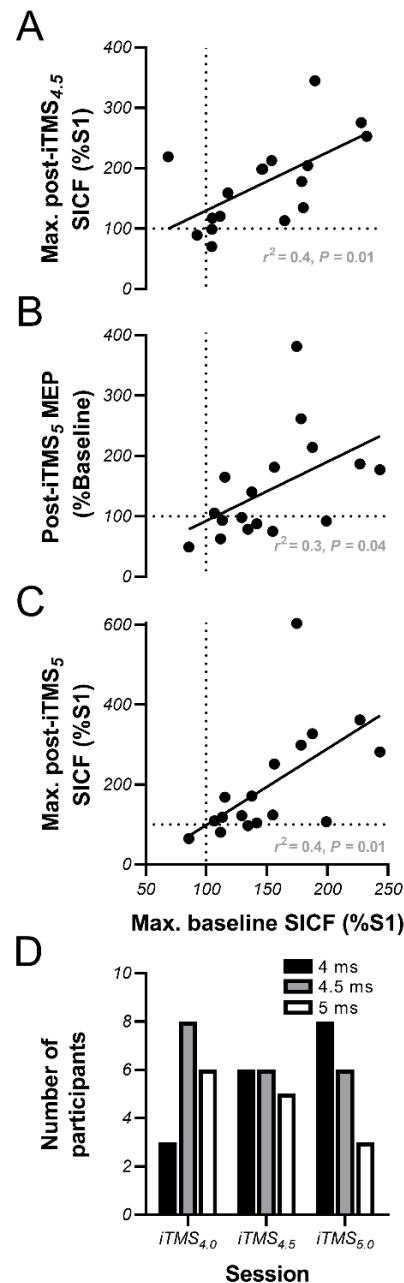 A
Max. post-iTMS4.5
SICF (%S1)
400
300
200
100
0
r2 = 0.4, P = 0.01
B
Post-iTMS5 MEP
(%Baseline)
400
300
200
100
0
r2 = 0.3, P = 0.04
C
Max. post-iTMS5
SICF (%S1)
600
400
200
0
r2 = 0.4, P = 0.01
50 100 150 200 250
Max. baseline SICF (%S1)
D
Number of
participants
10
8
6
4
2
0
4 ms
4.5 ms
5 ms
iTMS4.0 iTMS4.5 iTMS5.0
Session